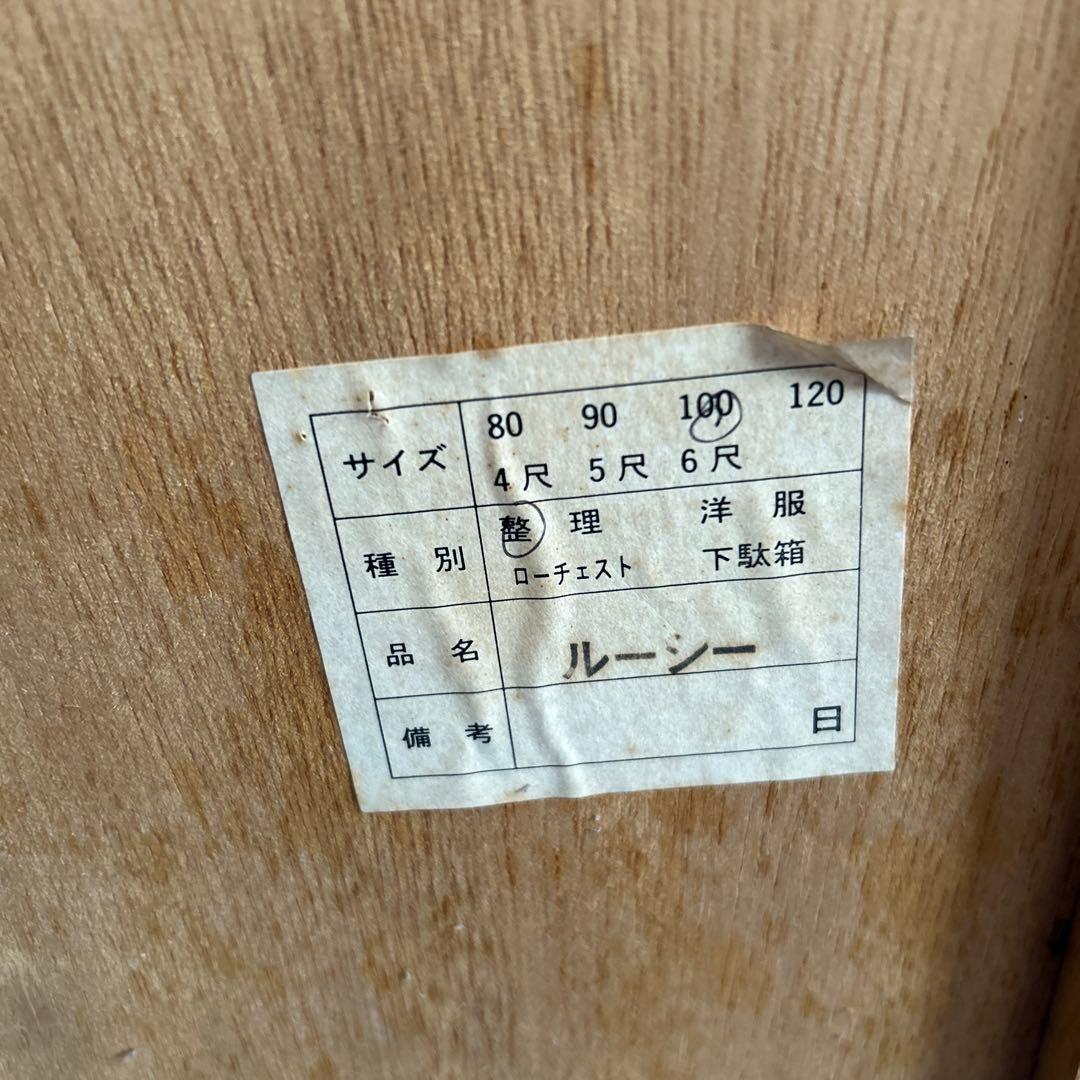 サイズ 80 90 100 120
4尺 5尺 6尺
種別 整理 洋服
ローチェスト 下駄箱
品名 ルーシー
備考 日